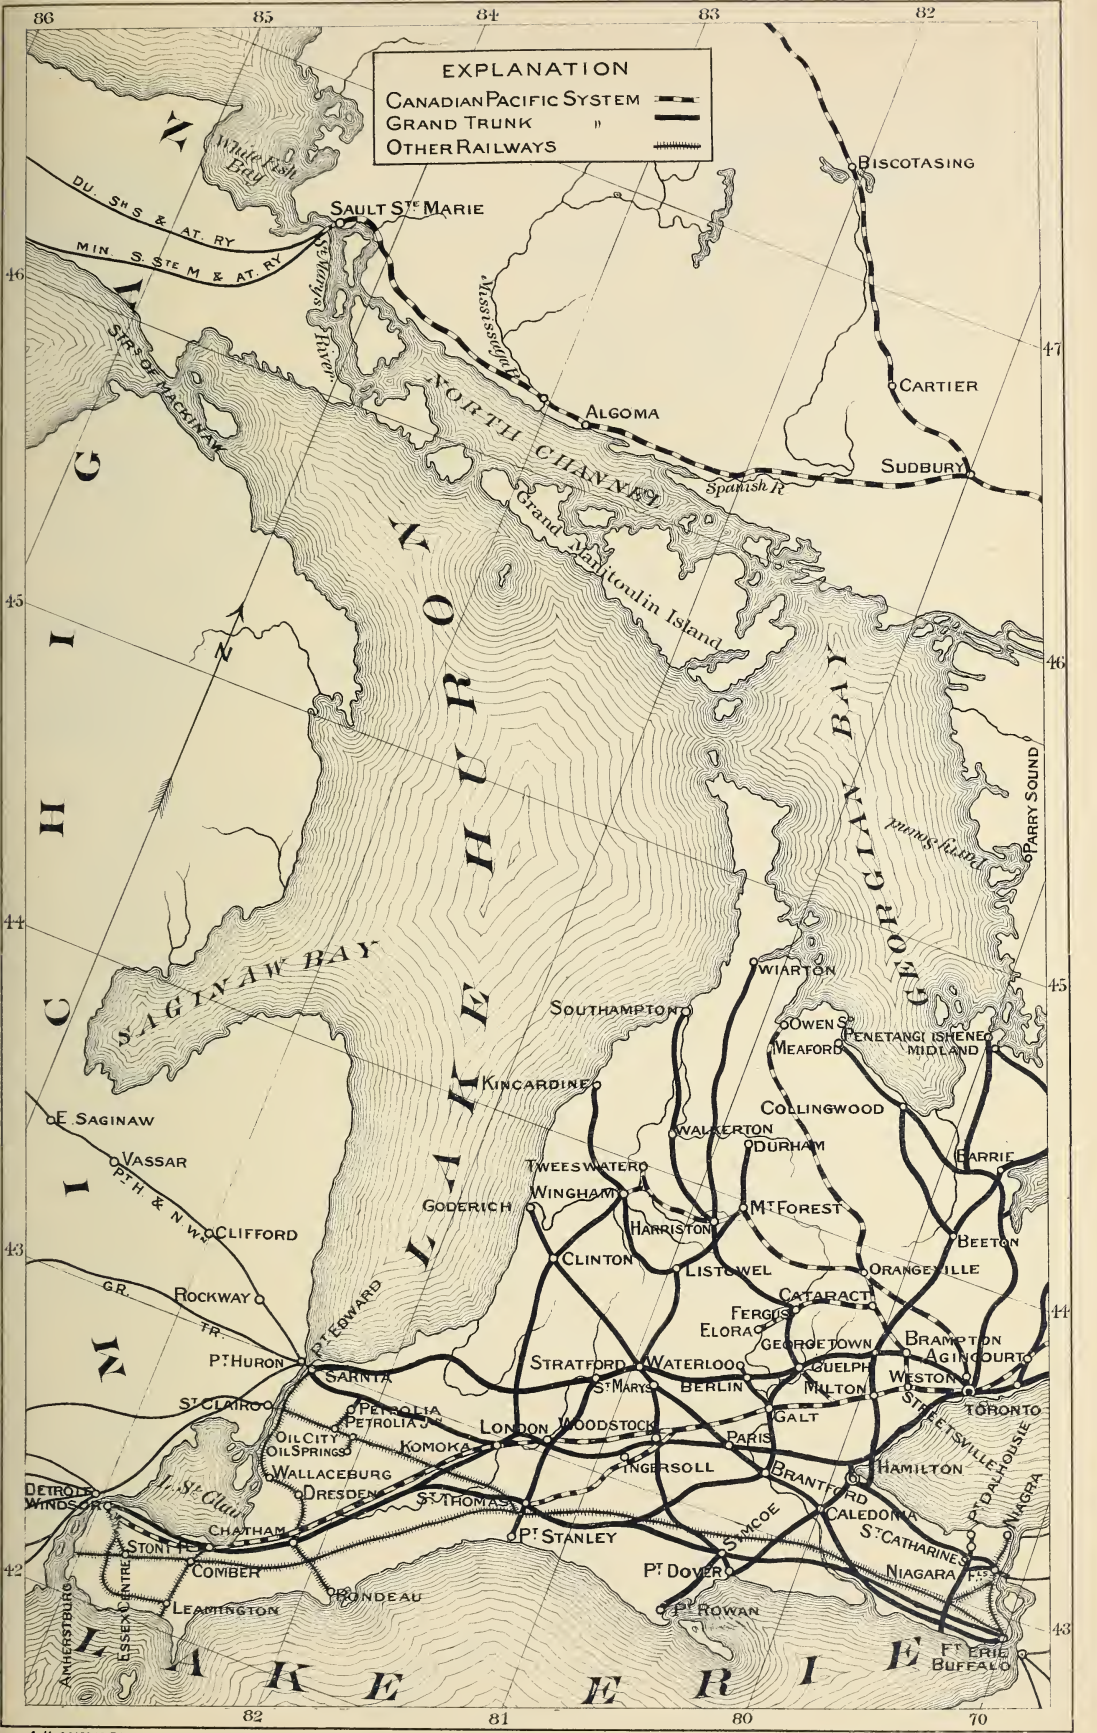 86
85
84
83
82
EXPLANATION
CANADIAN PACIFIC SYSTEM
GRAND TRUNK "
OTHER RAILWAYS
White Fish
Bay
BISCOTASING
SAULT STE MARIE
DU. SH S & AT. RY
MIN. S. STE M & AT. RY
St. Marys River
46
STRS OF MACKINAW
Mississaga R
47
CARTIER
NORTH CHANNEL
ALGOMA
SUDBURY
Spanish R
Grand Manitoulin Island
45
N
46
LAKE HURON
GEORGIAN BAY
Parry Sound
PARRY SOUND
MICHIGAN
44
SAGINAW BAY
WIARTON
45
SOUTHAMPTON
OWEN SD
MEAFORD
PENETANGUISHENE
MIDLAND
KINCARDINE
COLLINGWOOD
E. SAGINAW
WALKERTON
DURHAM
VASSAR
PT H. & N. WN
TWEESWATER
BARRIE
WINGHAM
GODERICH
MT FOREST
HARRISTON
CLIFFORD
BEETON
43
CLINTON
LISTOWEL
ORANGEVILLE
GR. TR.
ROCKWAY
CATARACT
FERGUS
ELORA
44
PT EDWARD
GEORGETOWN
BRAMPTON
AGINCOURT
PT HURON
SARNIA
STRATFORD
WATERLOO
GUELPH
WESTON
ST MARYS
BERLIN
MILTON
STREETSVILLE
TORONTO
ST CLAIR
PETROLIA
PETROLIA JN
GALT
OIL CITY
OIL SPRINGS
KOMOKA
LONDON
WOODSTOCK
PARIS
WALLACEBURG
INGERSOLL
BRANTFORD
HAMILTON
PT DALHOUSIE
NIAGARA
DETROIT
WINDSOR
L. St. Clair
DRESDEN
ST THOMAS
CALEDONIA
CHATHAM
PT STANLEY
SIMCOE
ST CATHARINES
STONY P.
COMBER
PT DOVER
NIAGARA FLS
42
RONDEAU
LEAMINGTON
PT ROWAN
AMHERSTBURG
ESSEX CENTRE
43
FT ERIE
BUFFALO
LAKE ERIE
82
81
80
70